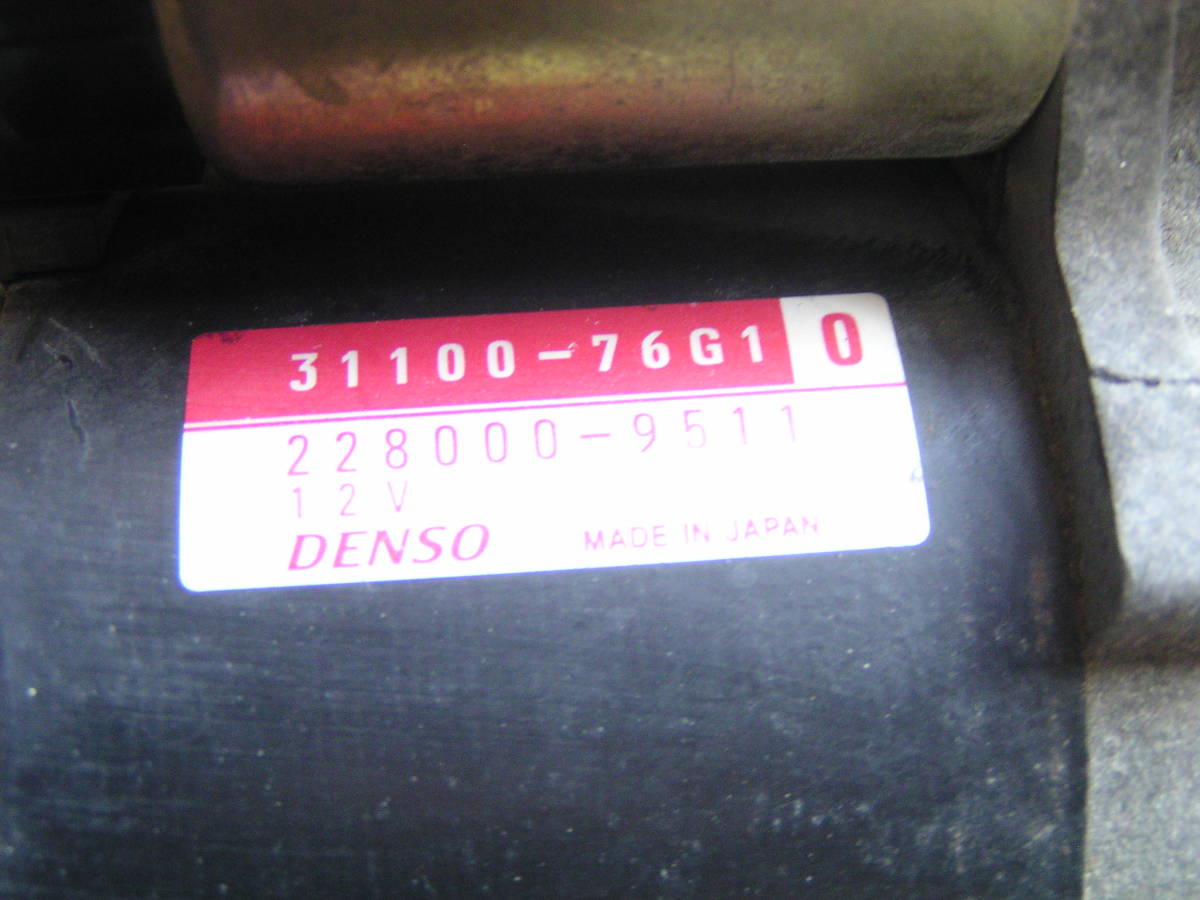 31100-76G1 0
228000-9511
12V
DENSO MADE IN JAPAN